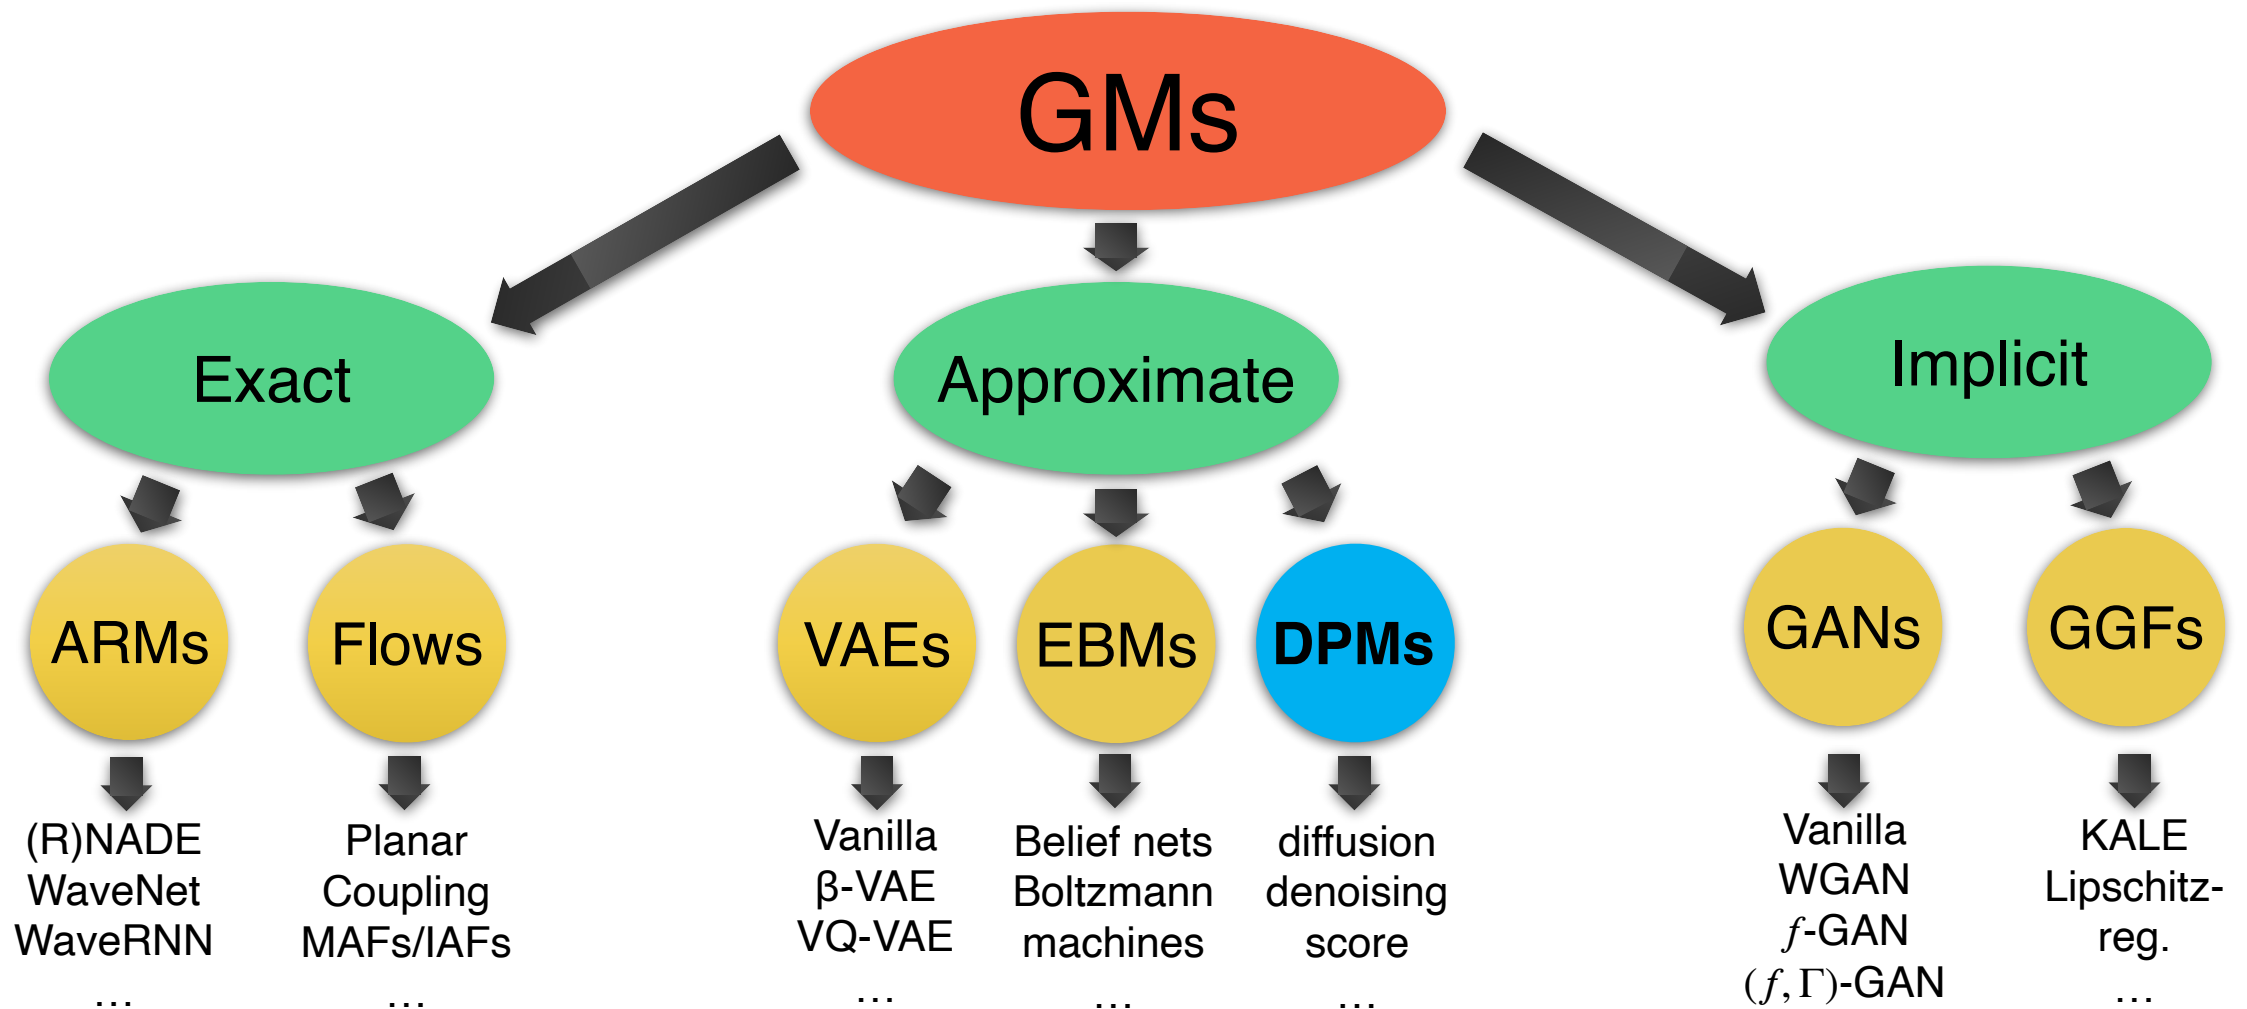 GMs
Exact
Approximate
Implicit
ARMs
Flows
VAEs
EBMs
DPMs
GANs
GGFs
(R)NADE
WaveNet
WaveRNN
...
Planar
Coupling
MAFs/IAFs
...
Vanilla
β-VAE
VQ-VAE
...
Belief nets
Boltzmann
machines
...
diffusion
denoising
score
...
Vanilla
WGAN
f-GAN
(f, Γ)-GAN
KALE
Lipschitz-
reg.
...